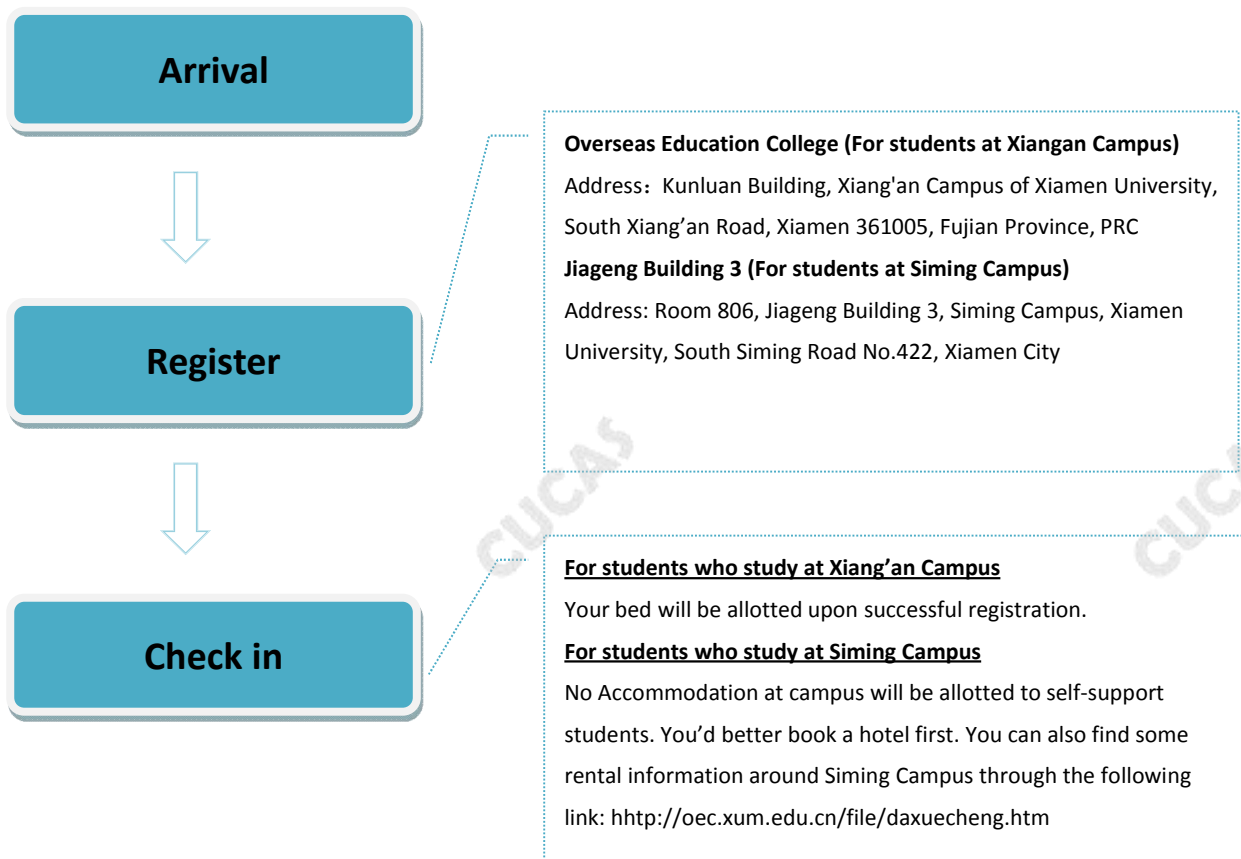 Arrival
Register
Overseas Education College (For students at Xiangan Campus)
Address：Kunluan Building, Xiang'an Campus of Xiamen University,
South Xiang’an Road, Xiamen 361005, Fujian Province, PRC
Jiageng Building 3 (For students at Siming Campus)
Address: Room 806, Jiageng Building 3, Siming Campus, Xiamen
University, South Siming Road No.422, Xiamen City
CUCAS
Check in
For students who study at Xiang’an Campus
Your bed will be allotted upon successful registration.
For students who study at Siming Campus
No Accommodation at campus will be allotted to self-support
students. You’d better book a hotel first. You can also find some
rental information around Siming Campus through the following
link: hhtp://oec.xum.edu.cn/file/daxuecheng.htm